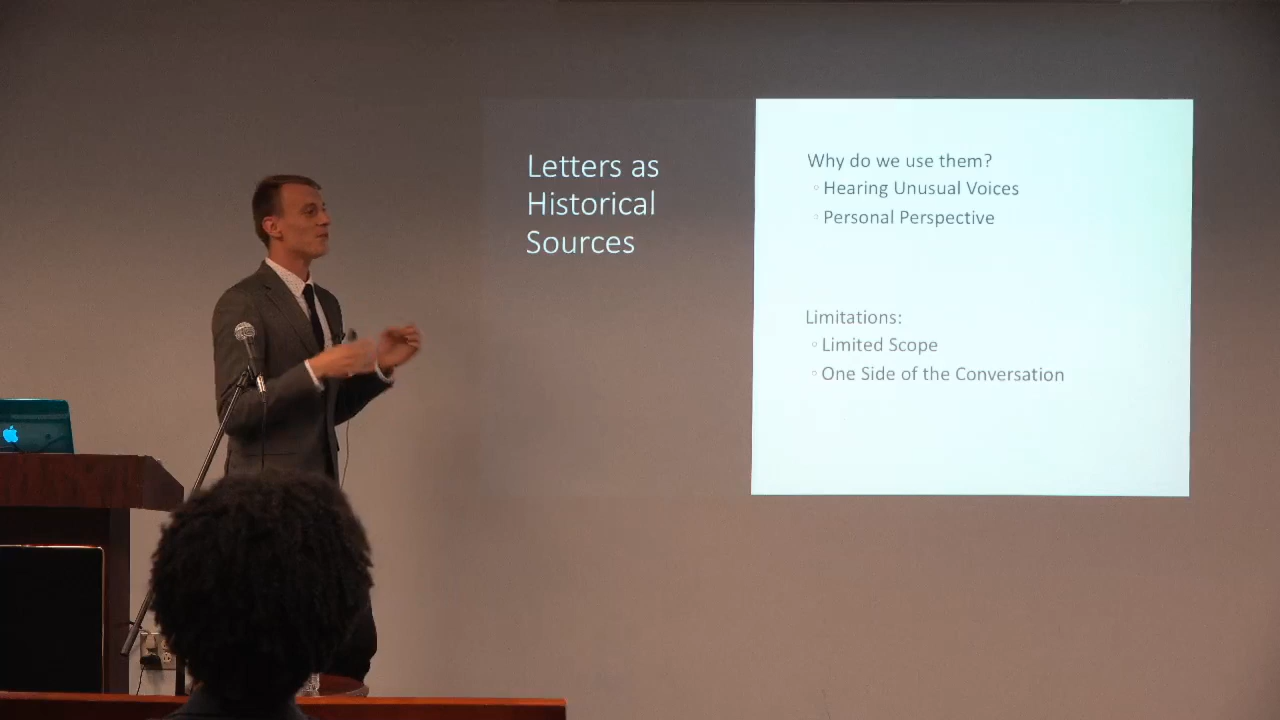 Letters as
Historical
Sources
Why do we use them?
◦ Hearing Unusual Voices
◦ Personal Perspective
Limitations:
◦ Limited Scope
◦ One Side of the Conversation